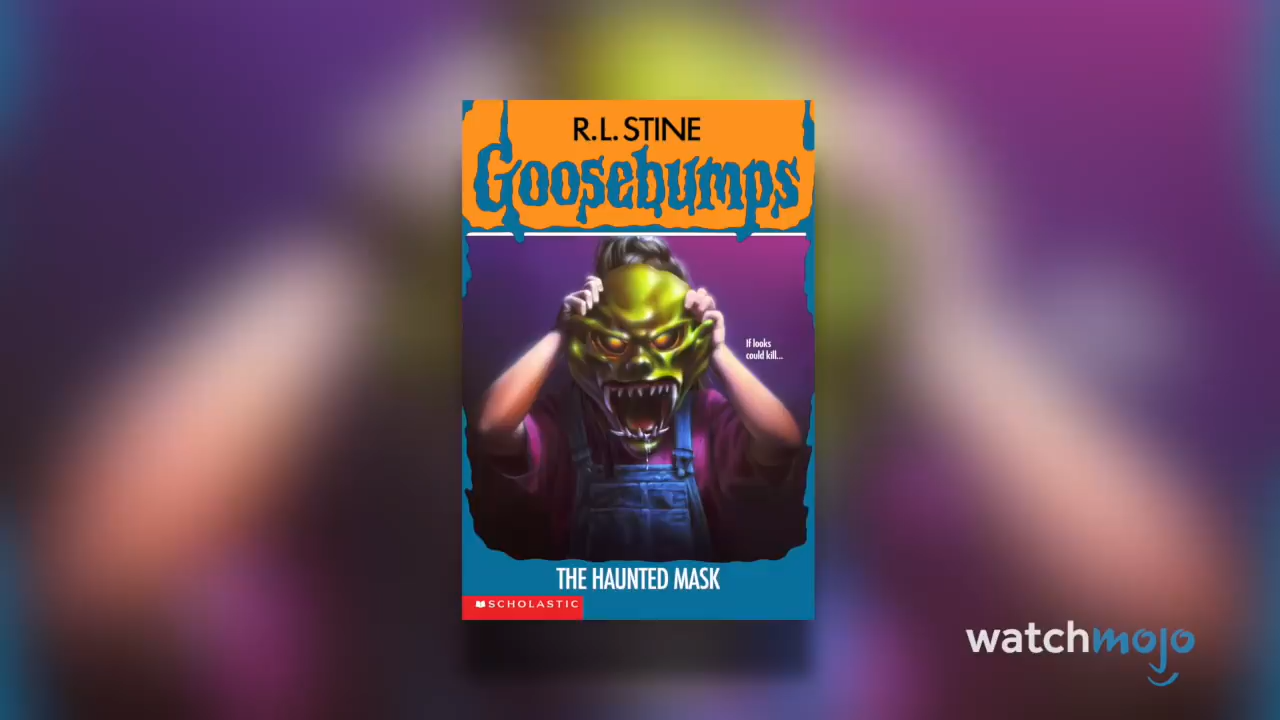 R.L. STINE
Goosebumps
If looks
could kill...
THE HAUNTED MASK
SCHOLASTIC
watchmojo